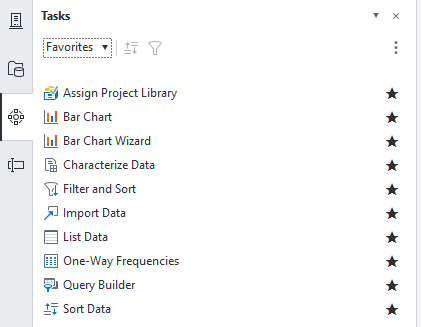 Tasks
Favorites
Assign Project Library
Bar Chart
Bar Chart Wizard
Characterize Data
Filter and Sort
Import Data
List Data
One-Way Frequencies
Query Builder
Sort Data